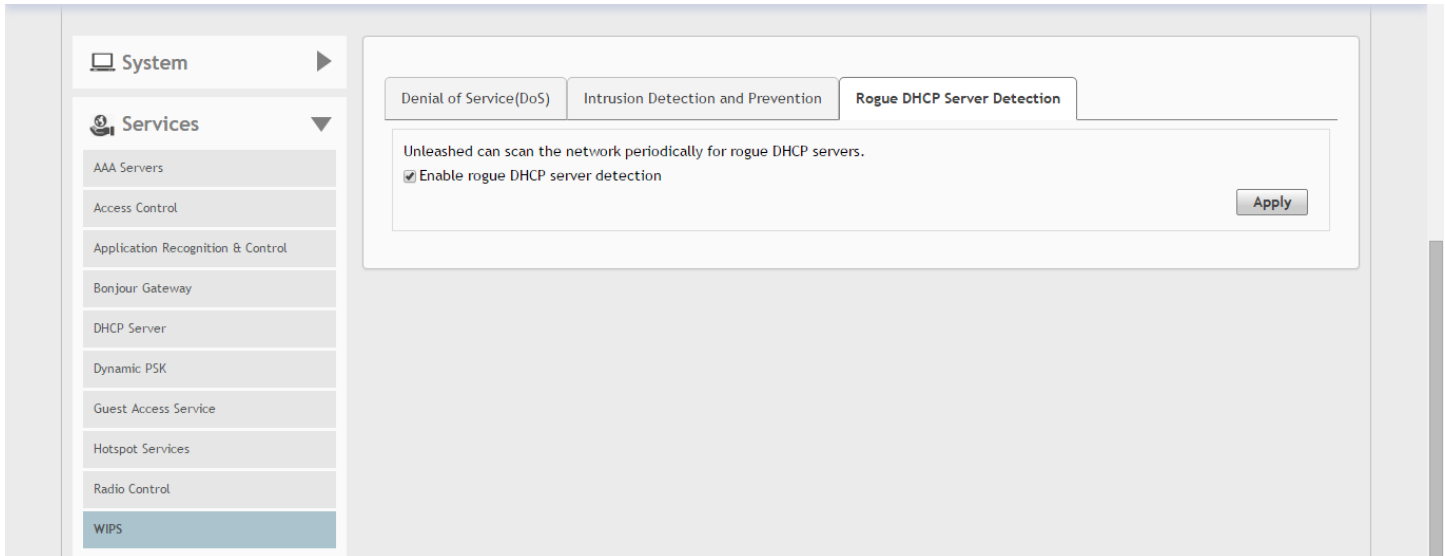 System
Services
AAA Servers
Access Control
Application Recognition & Control
Bonjour Gateway
DHCP Server
Dynamic PSK
Guest Access Service
Hotspot Services
Radio Control
WIPS
Denial of Service(DoS)
Intrusion Detection and Prevention
Rogue DHCP Server Detection
Unleashed can scan the network periodically for rogue DHCP servers.
Enable rogue DHCP server detection
Apply